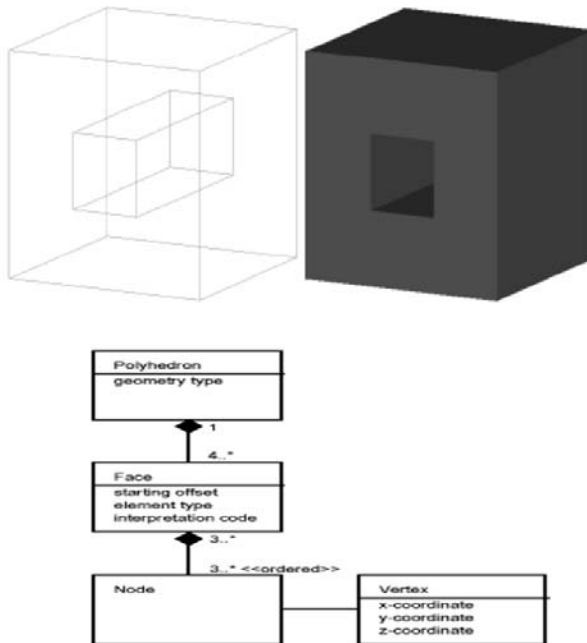 Polyhedron
geometry type
1
4..*
Face
starting offset
element type
interpretation code
3..*
3..* <<ordered>>
Node
Vertex
x-coordinate
y-coordinate
z-coordinate